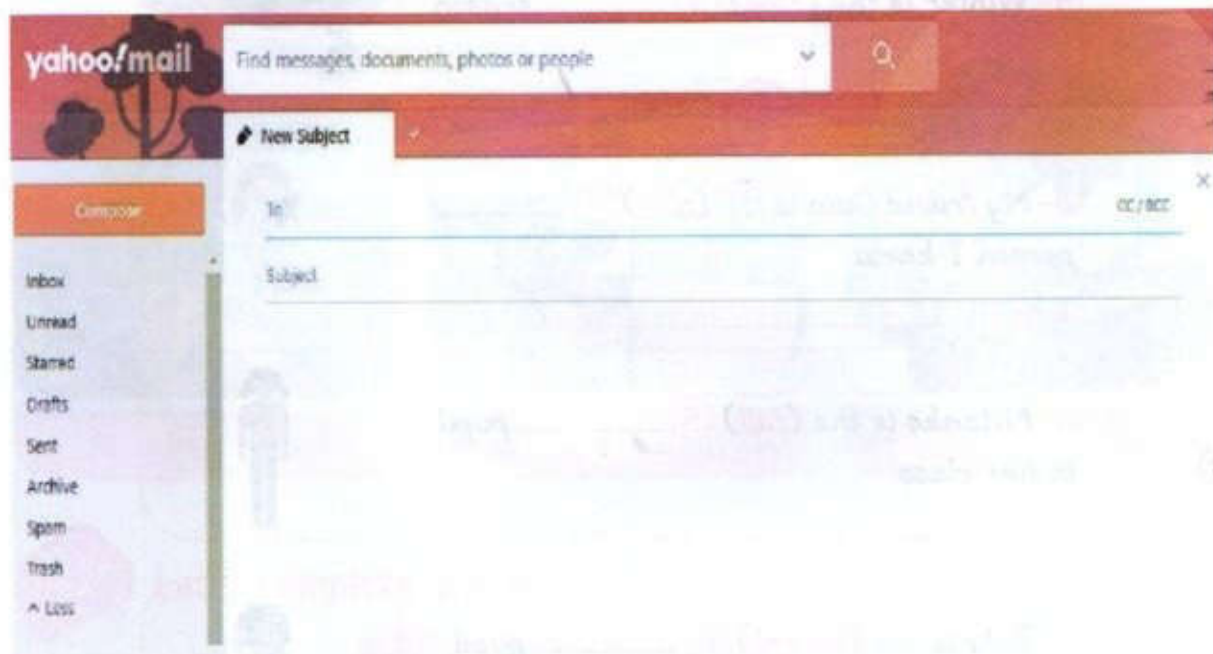 yahoo!mail
Find messages, documents, photos or people
New Subject
Compose
To
CC / BCC
Subject
Inbox
Unread
Starred
Drafts
Sent
Archive
Spam
Trash
^ Less